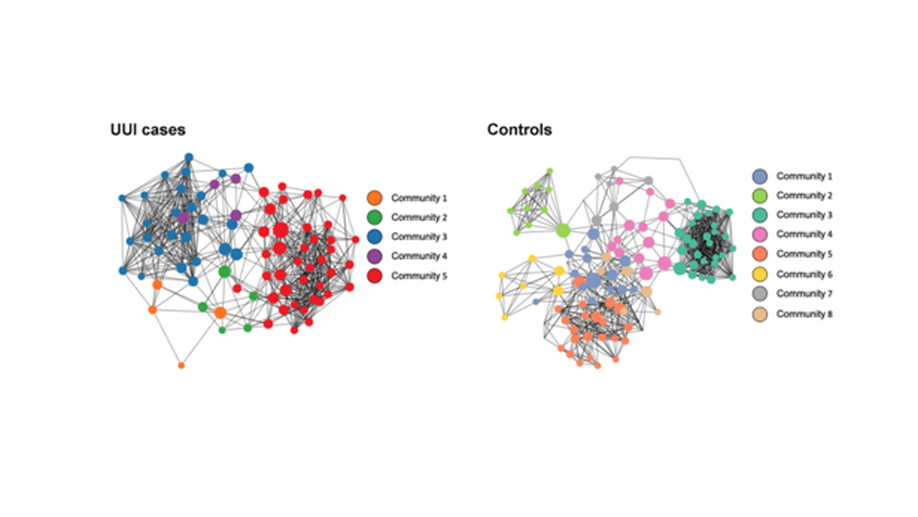 UUI cases
Community 1
Community 2
Community 3
Community 4
Community 5
Controls
Community 1
Community 2
Community 3
Community 4
Community 5
Community 6
Community 7
Community 8